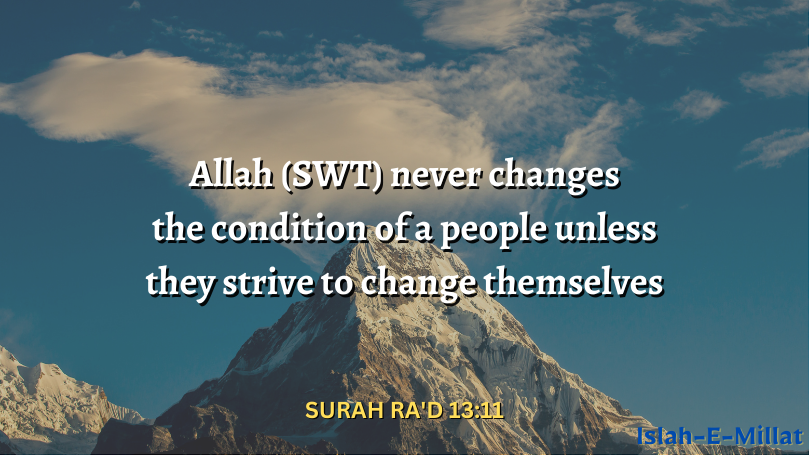 Allah (SWT) never changes
the condition of a people unless
they strive to change themselves
SURAH RA'D 13:11
Islah-E-Millat